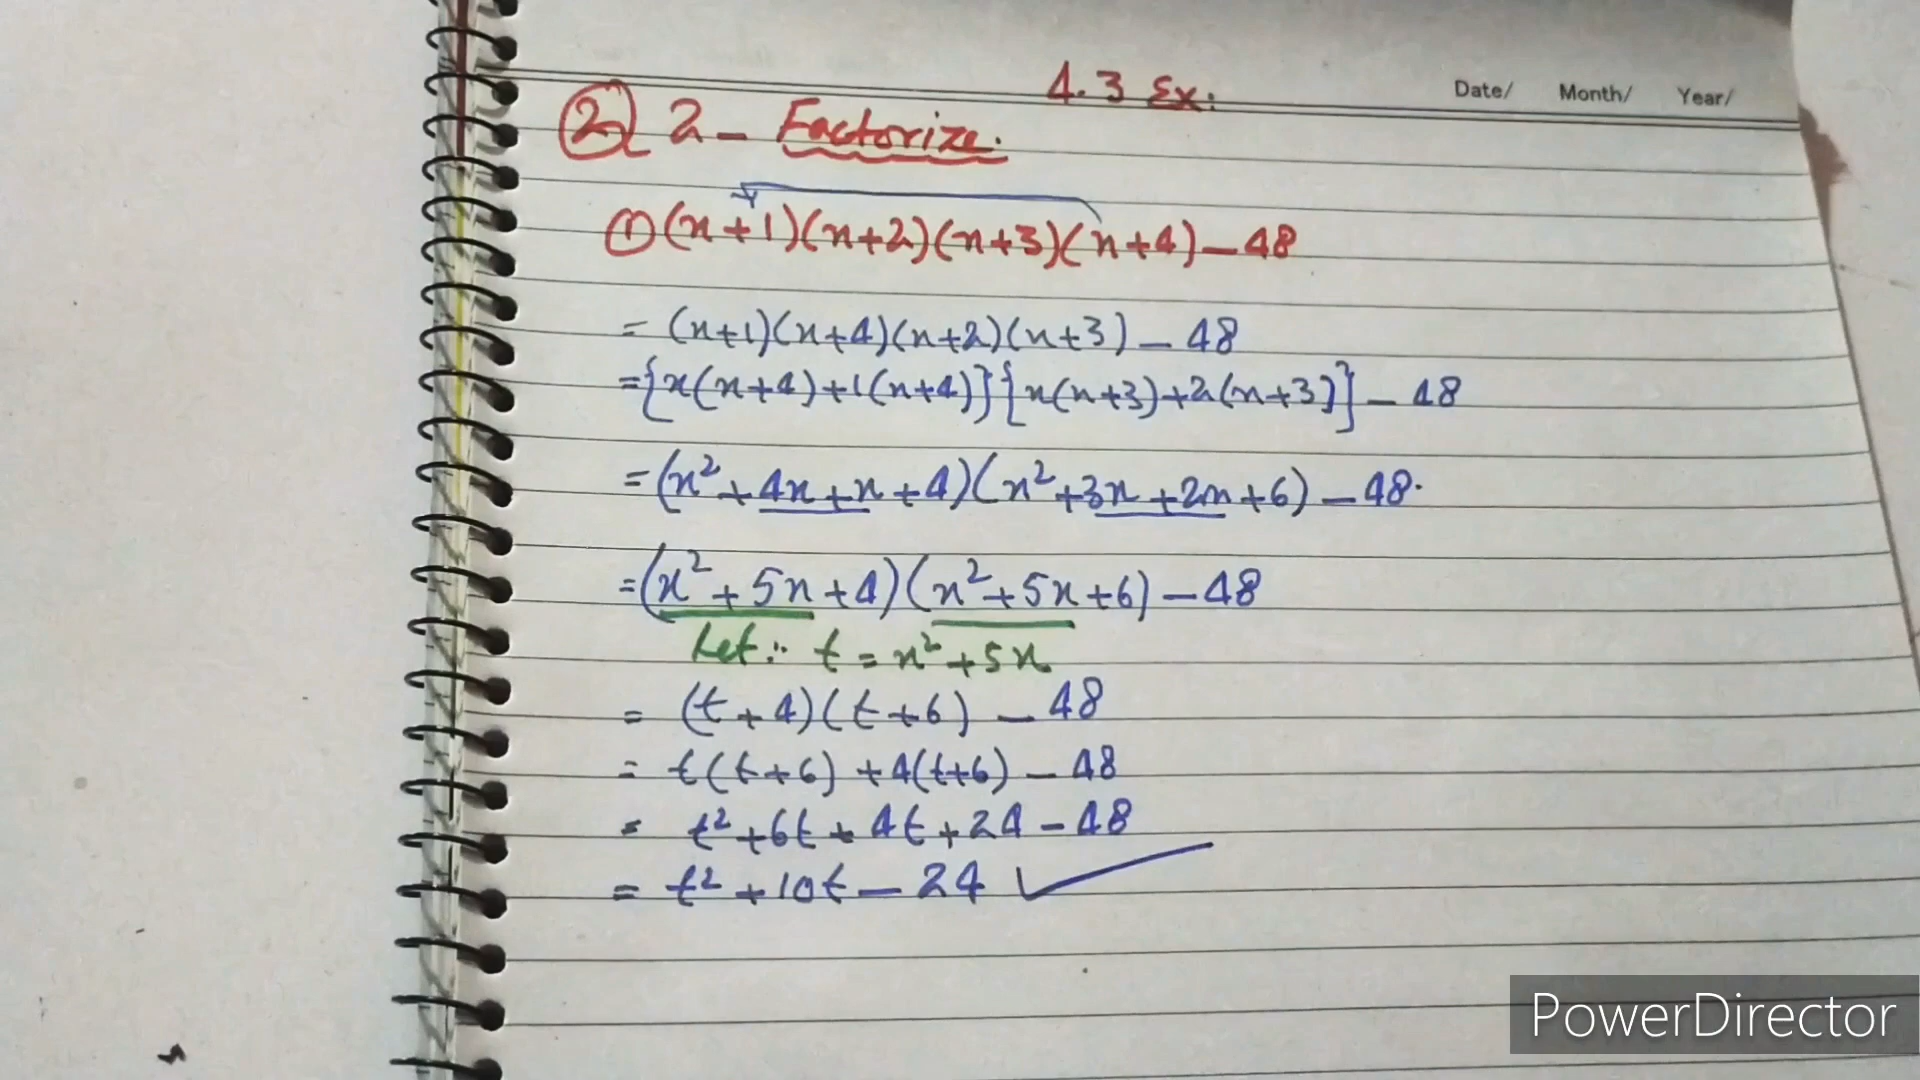 4.3 Ex:
Date/ Month/ Year/
② 2 - Factorize.
① (x+1)(x+2)(x+3)(x+4) - 48
= (x+1)(x+4)(x+2)(x+3) - 48
= {x(x+4)+1(x+4)}{x(x+3)+2(x+3)} - 48
= (x²+4x+x+4)(x²+3x+2x+6) - 48.
= (x²+5x+4)(x²+5x+6) - 48
Let :- t = x²+5x
= (t+4)(t+6) - 48
= t(t+6) + 4(t+6) - 48
= t²+6t+4t+24-48
= t²+10t-24 ✓
PowerDirector